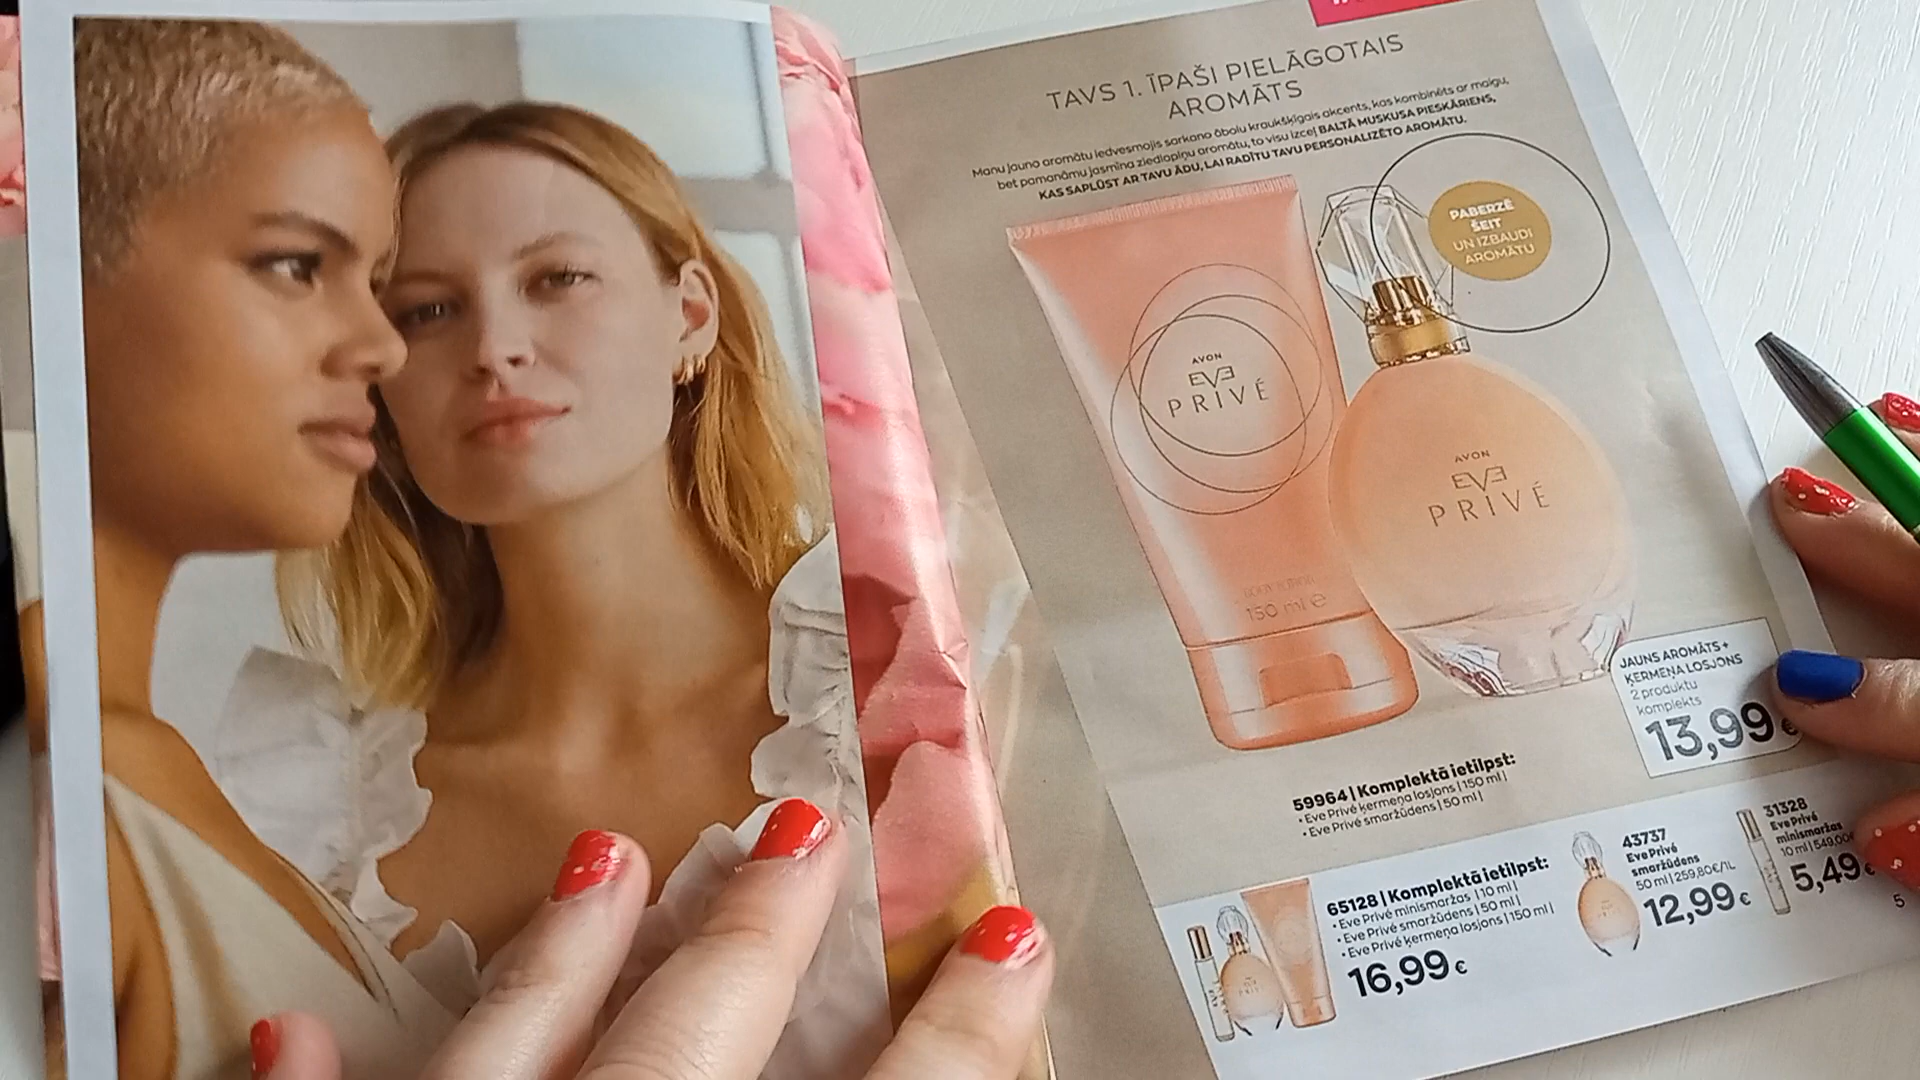 TAVS 1. ĪPAŠI PIELĀGOTAIS
AROMĀTS
Manu jauno aromātu iedvesmojis sarkano ābolu kraukšķīgais akcents, kas kombinēts ar maigu,
bet pamanāmu jasmīna ziedlapiņu aromātu, to visu izceļ BALTĀ MUSKUSA PIESKĀRIENS,
KAS SAPLŪST AR TAVU ĀDU, LAI RADĪTU TAVU PERSONALIZĒTO AROMĀTU.
PABERZĒ
ŠEIT
UN IZBAUDI
AROMĀTU
AVON
EVE
PRIVÉ
BODY LOTION
150 ml e
AVON
EVE
PRIVÉ
JAUNS AROMĀTS +
ĶERMEŅA LOSJONS
2 produktu
komplekts
13,99 €
59964 | Komplektā ietilpst:
• Eve Privé ķermeņa losjons | 150 ml |
• Eve Privé smaržūdens | 50 ml |
65128 | Komplektā ietilpst:
• Eve Privé minismaržas | 10 ml |
• Eve Privé smaržūdens | 50 ml |
• Eve Privé ķermeņa losjons | 150 ml |
16,99 €
43737
Eve Privé
smaržūdens
50 ml | 259,80€/1L
12,99 €
31328
Eve Privé
minismaržas
10 ml | 549,00€
5,49 €
5